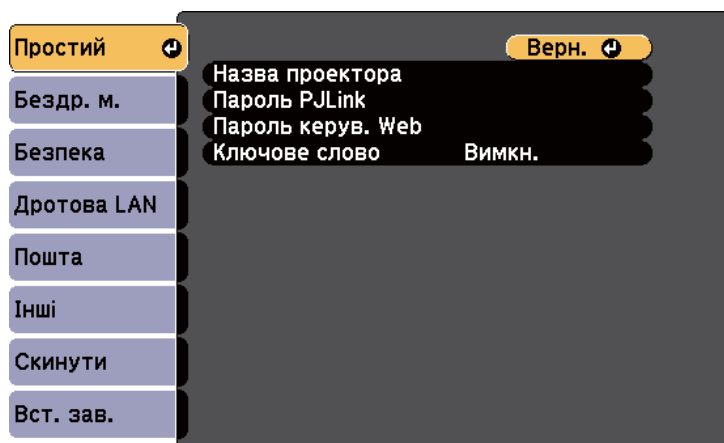 Простий
Верн.
Назва проектора
Пароль PJLink
Пароль керув. Web
Ключове слово Вимкн.
Бездр. м.
Безпека
Дротова LAN
Пошта
Інші
Скинути
Вст. зав.